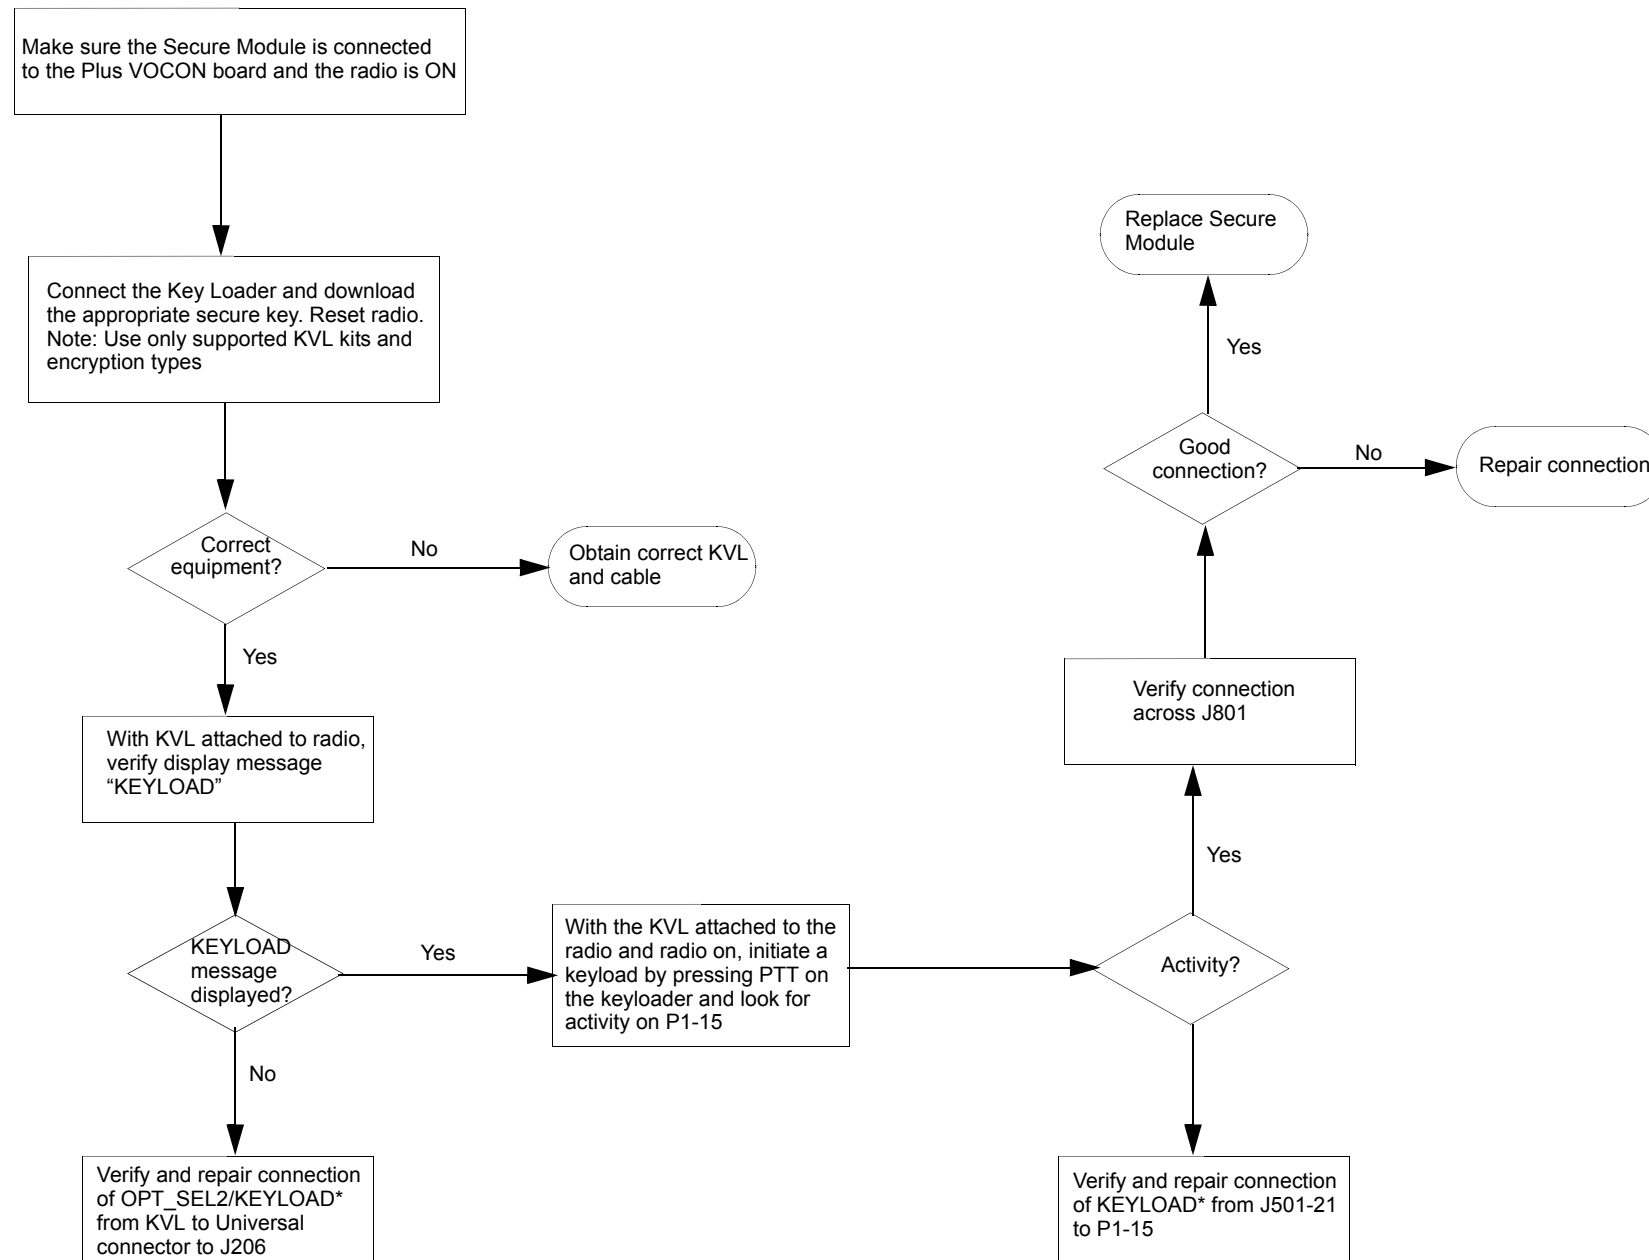 Make sure the Secure Module is connected
to the Plus VOCON board and the radio is ON
Connect the Key Loader and download
the appropriate secure key. Reset radio.
Note: Use only supported KVL kits and
encryption types
Correct
equipment?
No
Obtain correct KVL
and cable
Yes
With KVL attached to radio,
verify display message
“KEYLOAD”
KEYLOAD
message
displayed?
Yes
No
Verify and repair connection
of OPT_SEL2/KEYLOAD*
from KVL to Universal
connector to J206
With the KVL attached to the
radio and radio on, initiate a
keyload by pressing PTT on
the keyloader and look for
activity on P1-15
Activity?
Yes
Verify and repair connection
of KEYLOAD* from J501-21
to P1-15
Verify connection
across J801
Good
connection?
No
Repair connection
Yes
Replace Secure
Module